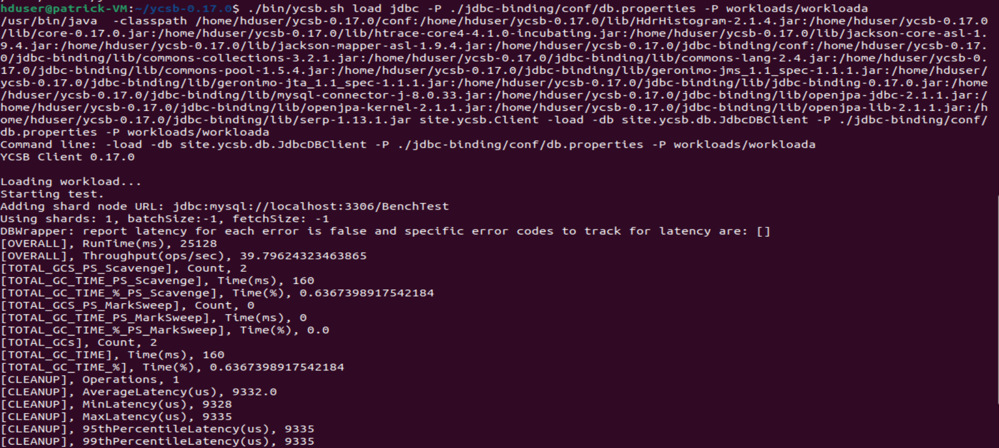 hduser@patrick-VM:~/ycsb-0.17.0$ ./bin/ycsb.sh load jdbc -P ./jdbc-binding/conf/db.properties -P workloads/workloada
/usr/bin/java  -classpath /home/hduser/ycsb-0.17.0/conf:/home/hduser/ycsb-0.17.0/lib/HdrHistogram-2.1.4.jar:/home/hduser/ycsb-0.17.0
/lib/core-0.17.0.jar:/home/hduser/ycsb-0.17.0/lib/htrace-core4-4.1.0-incubating.jar:/home/hduser/ycsb-0.17.0/lib/jackson-core-asl-1.
9.4.jar:/home/hduser/ycsb-0.17.0/lib/jackson-mapper-asl-1.9.4.jar:/home/hduser/ycsb-0.17.0/jdbc-binding/conf:/home/hduser/ycsb-0.17.
0/jdbc-binding/lib/commons-collections-3.2.1.jar:/home/hduser/ycsb-0.17.0/jdbc-binding/lib/commons-lang-2.4.jar:/home/hduser/ycsb-0.
17.0/jdbc-binding/lib/commons-pool-1.5.4.jar:/home/hduser/ycsb-0.17.0/jdbc-binding/lib/geronimo-jms_1.1_spec-1.1.1.jar:/home/hduser/
ycsb-0.17.0/jdbc-binding/lib/geronimo-jta_1.1_spec-1.1.1.jar:/home/hduser/ycsb-0.17.0/jdbc-binding/lib/jdbc-binding-0.17.0.jar:/home
/hduser/ycsb-0.17.0/jdbc-binding/lib/mysql-connector-j-8.0.33.jar:/home/hduser/ycsb-0.17.0/jdbc-binding/lib/openjpa-jdbc-2.1.1.jar:/
home/hduser/ycsb-0.17.0/jdbc-binding/lib/openjpa-kernel-2.1.1.jar:/home/hduser/ycsb-0.17.0/jdbc-binding/lib/openjpa-lib-2.1.1.jar:/h
ome/hduser/ycsb-0.17.0/jdbc-binding/lib/serp-1.13.1.jar site.ycsb.Client -load -db site.ycsb.db.JdbcDBClient -P ./jdbc-binding/conf/
db.properties -P workloads/workloada
Command line: -load -db site.ycsb.db.JdbcDBClient -P ./jdbc-binding/conf/db.properties -P workloads/workloada
YCSB Client 0.17.0

Loading workload...
Starting test.
Adding shard node URL: jdbc:mysql://localhost:3306/BenchTest
Using shards: 1, batchSize:-1, fetchSize: -1
DBWrapper: report latency for each error is false and specific error codes to track for latency are: []
[OVERALL], RunTime(ms), 25128
[OVERALL], Throughput(ops/sec), 39.79624323463865
[TOTAL_GCS_PS_Scavenge], Count, 2
[TOTAL_GC_TIME_PS_Scavenge], Time(ms), 160
[TOTAL_GC_TIME_%_PS_Scavenge], Time(%), 0.6367398917542184
[TOTAL_GCS_PS_MarkSweep], Count, 0
[TOTAL_GC_TIME_PS_MarkSweep], Time(ms), 0
[TOTAL_GC_TIME_%_PS_MarkSweep], Time(%), 0.0
[TOTAL_GCs], Count, 2
[TOTAL_GC_TIME], Time(ms), 160
[TOTAL_GC_TIME_%], Time(%), 0.6367398917542184
[CLEANUP], Operations, 1
[CLEANUP], AverageLatency(us), 9332.0
[CLEANUP], MinLatency(us), 9328
[CLEANUP], MaxLatency(us), 9335
[CLEANUP], 95thPercentileLatency(us), 9335
[CLEANUP], 99thPercentileLatency(us), 9335